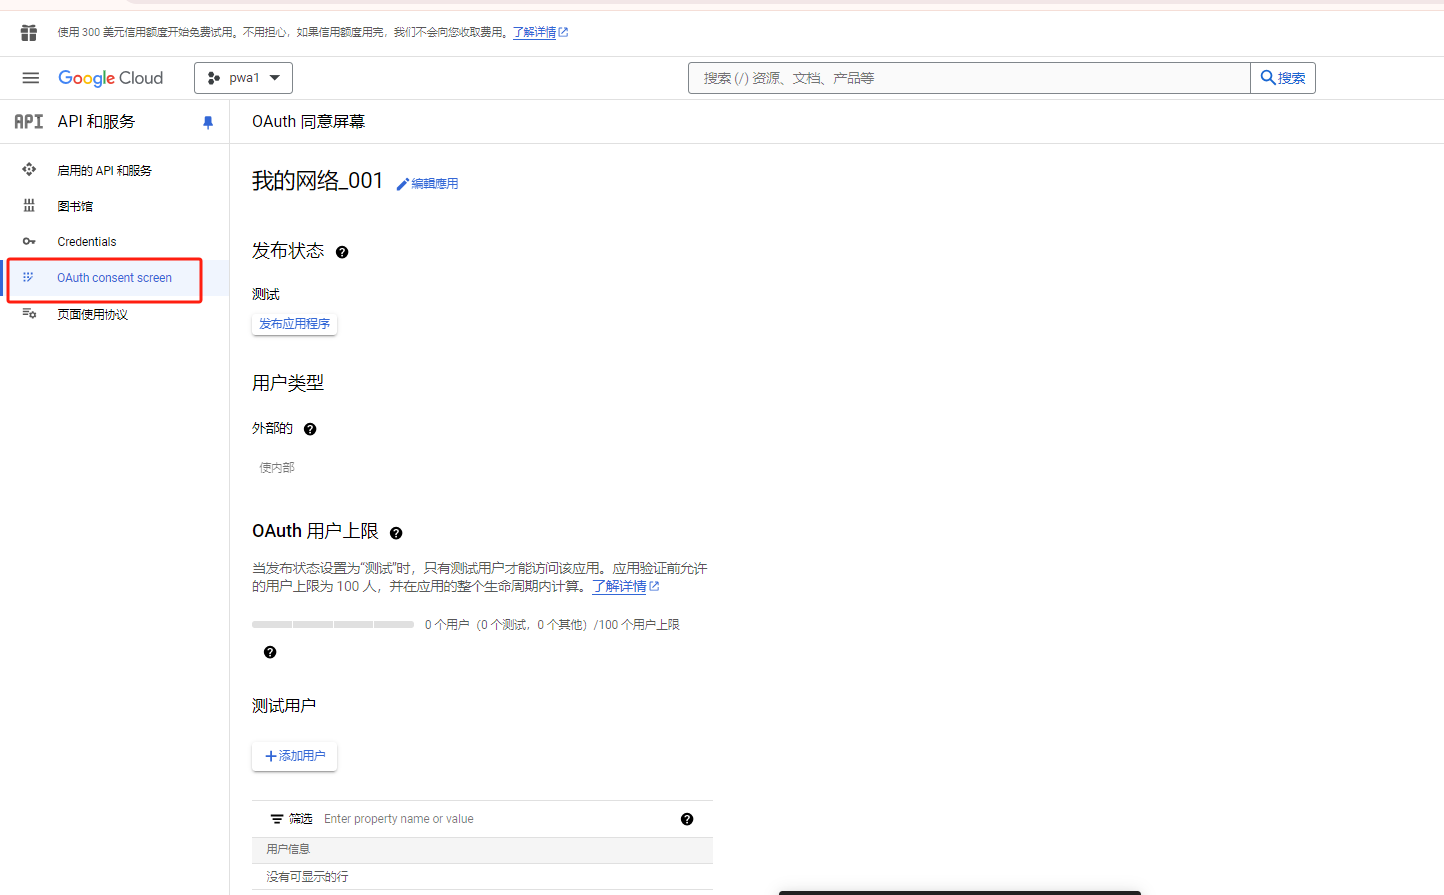 使用 300 美元信用额度开始免费试用。不用担心，如果信用额度用完，我们不会向您收取费用。了解详情
Google Cloud
pwa1
搜索 (/) 资源、文档、产品等
搜索
API
API 和服务
OAuth 同意屏幕
启用的 API 和服务
图书馆
Credentials
OAuth consent screen
页面使用协议
我的网络_001
编辑應用
发布状态
测试
发布应用程序
用户类型
外部的
使内部
OAuth 用户上限
当发布状态设置为“测试”时，只有测试用户才能访问该应用。应用验证前允许
的用户上限为 100 人，并在应用的整个生命周期内计算。了解详情
0 个用户（0 个测试，0 个其他）/100 个用户上限
测试用户
添加用户
筛选 Enter property name or value
用户信息
没有可显示的行